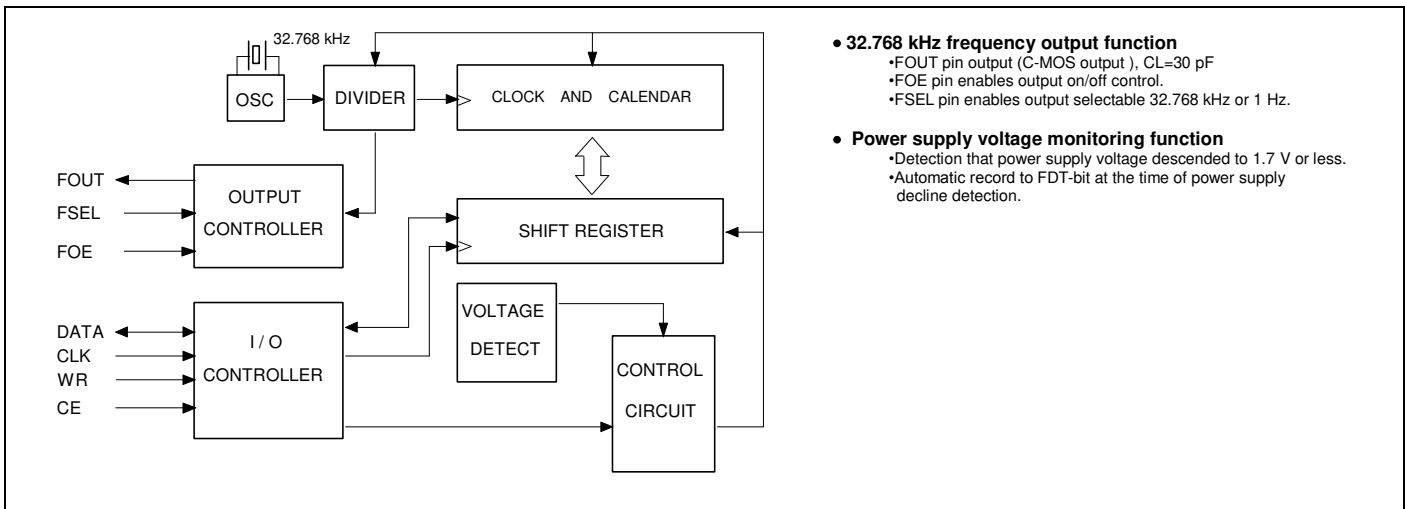 32.768 kHz
OSC
DIVIDER
CLOCK AND CALENDAR
FOUT
FSEL
FOE
OUTPUT
CONTROLLER
SHIFT REGISTER
VOLTAGE
DETECT
DATA
CLK
WR
CE
I / O
CONTROLLER
CONTROL
CIRCUIT
● 32.768 kHz frequency output function
•FOUT pin output (C-MOS output ), CL=30 pF
•FOE pin enables output on/off control.
•FSEL pin enables output selectable 32.768 kHz or 1 Hz.
● Power supply voltage monitoring function
•Detection that power supply voltage descended to 1.7 V or less.
•Automatic record to FDT-bit at the time of power supply
decline detection.